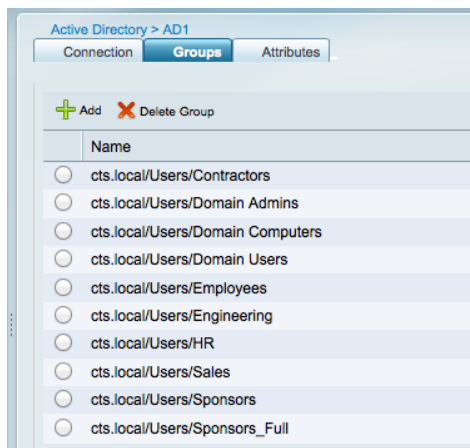 Active Directory > AD1
Connection Groups Attributes
Add Delete Group
Name
cts.local/Users/Contractors
cts.local/Users/Domain Admins
cts.local/Users/Domain Computers
cts.local/Users/Domain Users
cts.local/Users/Employees
cts.local/Users/Engineering
cts.local/Users/HR
cts.local/Users/Sales
cts.local/Users/Sponsors
cts.local/Users/Sponsors_Full